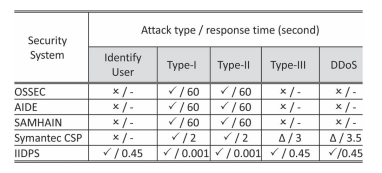 Security System
Attack type / response time (second)
Identify User
Type-I
Type-II
Type-III
DDoS
OSSEC × / - ✓ / 60 ✓ / 60 × / - × / -
AIDE × / - ✓ / 60 ✓ / 60 × / - × / -
SAMHAIN × / - ✓ / 60 ✓ / 60 × / - × / -
Symantec CSP × / - ✓ / 2 ✓ / 2 Δ / 3 Δ / 3.5
IIDPS ✓ / 0.45 ✓ / 0.001 ✓ / 0.001 ✓ / 0.45 ✓/0.45